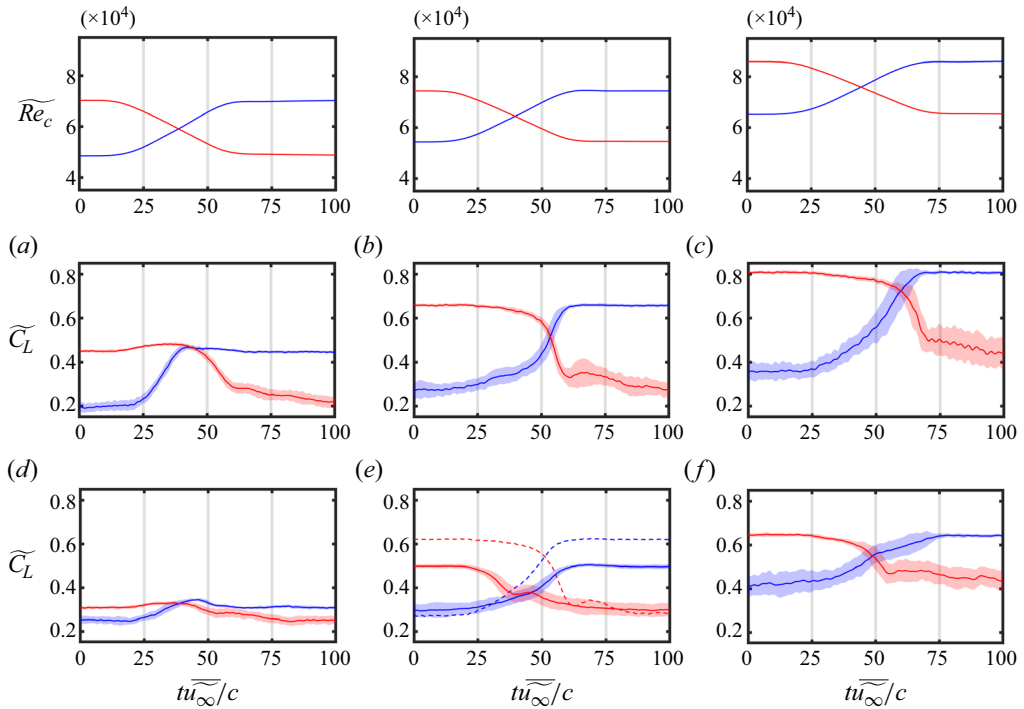 (×10⁴) (×10⁴) (×10⁴)
8 8 8
R̃e_c 6 6 6
4 4 4
0 25 50 75 100 0 25 50 75 100 0 25 50 75 100
(a) (b) (c)
0.8 0.8 0.8
C̃_L 0.6 0.6 0.6
0.4 0.4 0.4
0.2 0.2 0.2
0 25 50 75 100 0 25 50 75 100 0 25 50 75 100
(d) (e) (f)
0.8 0.8 0.8
C̃_L 0.6 0.6 0.6
0.4 0.4 0.4
0.2 0.2 0.2
0 25 50 75 100 0 25 50 75 100 0 25 50 75 100
tu̅̃_∞/c tu̅̃_∞/c tu̅̃_∞/c